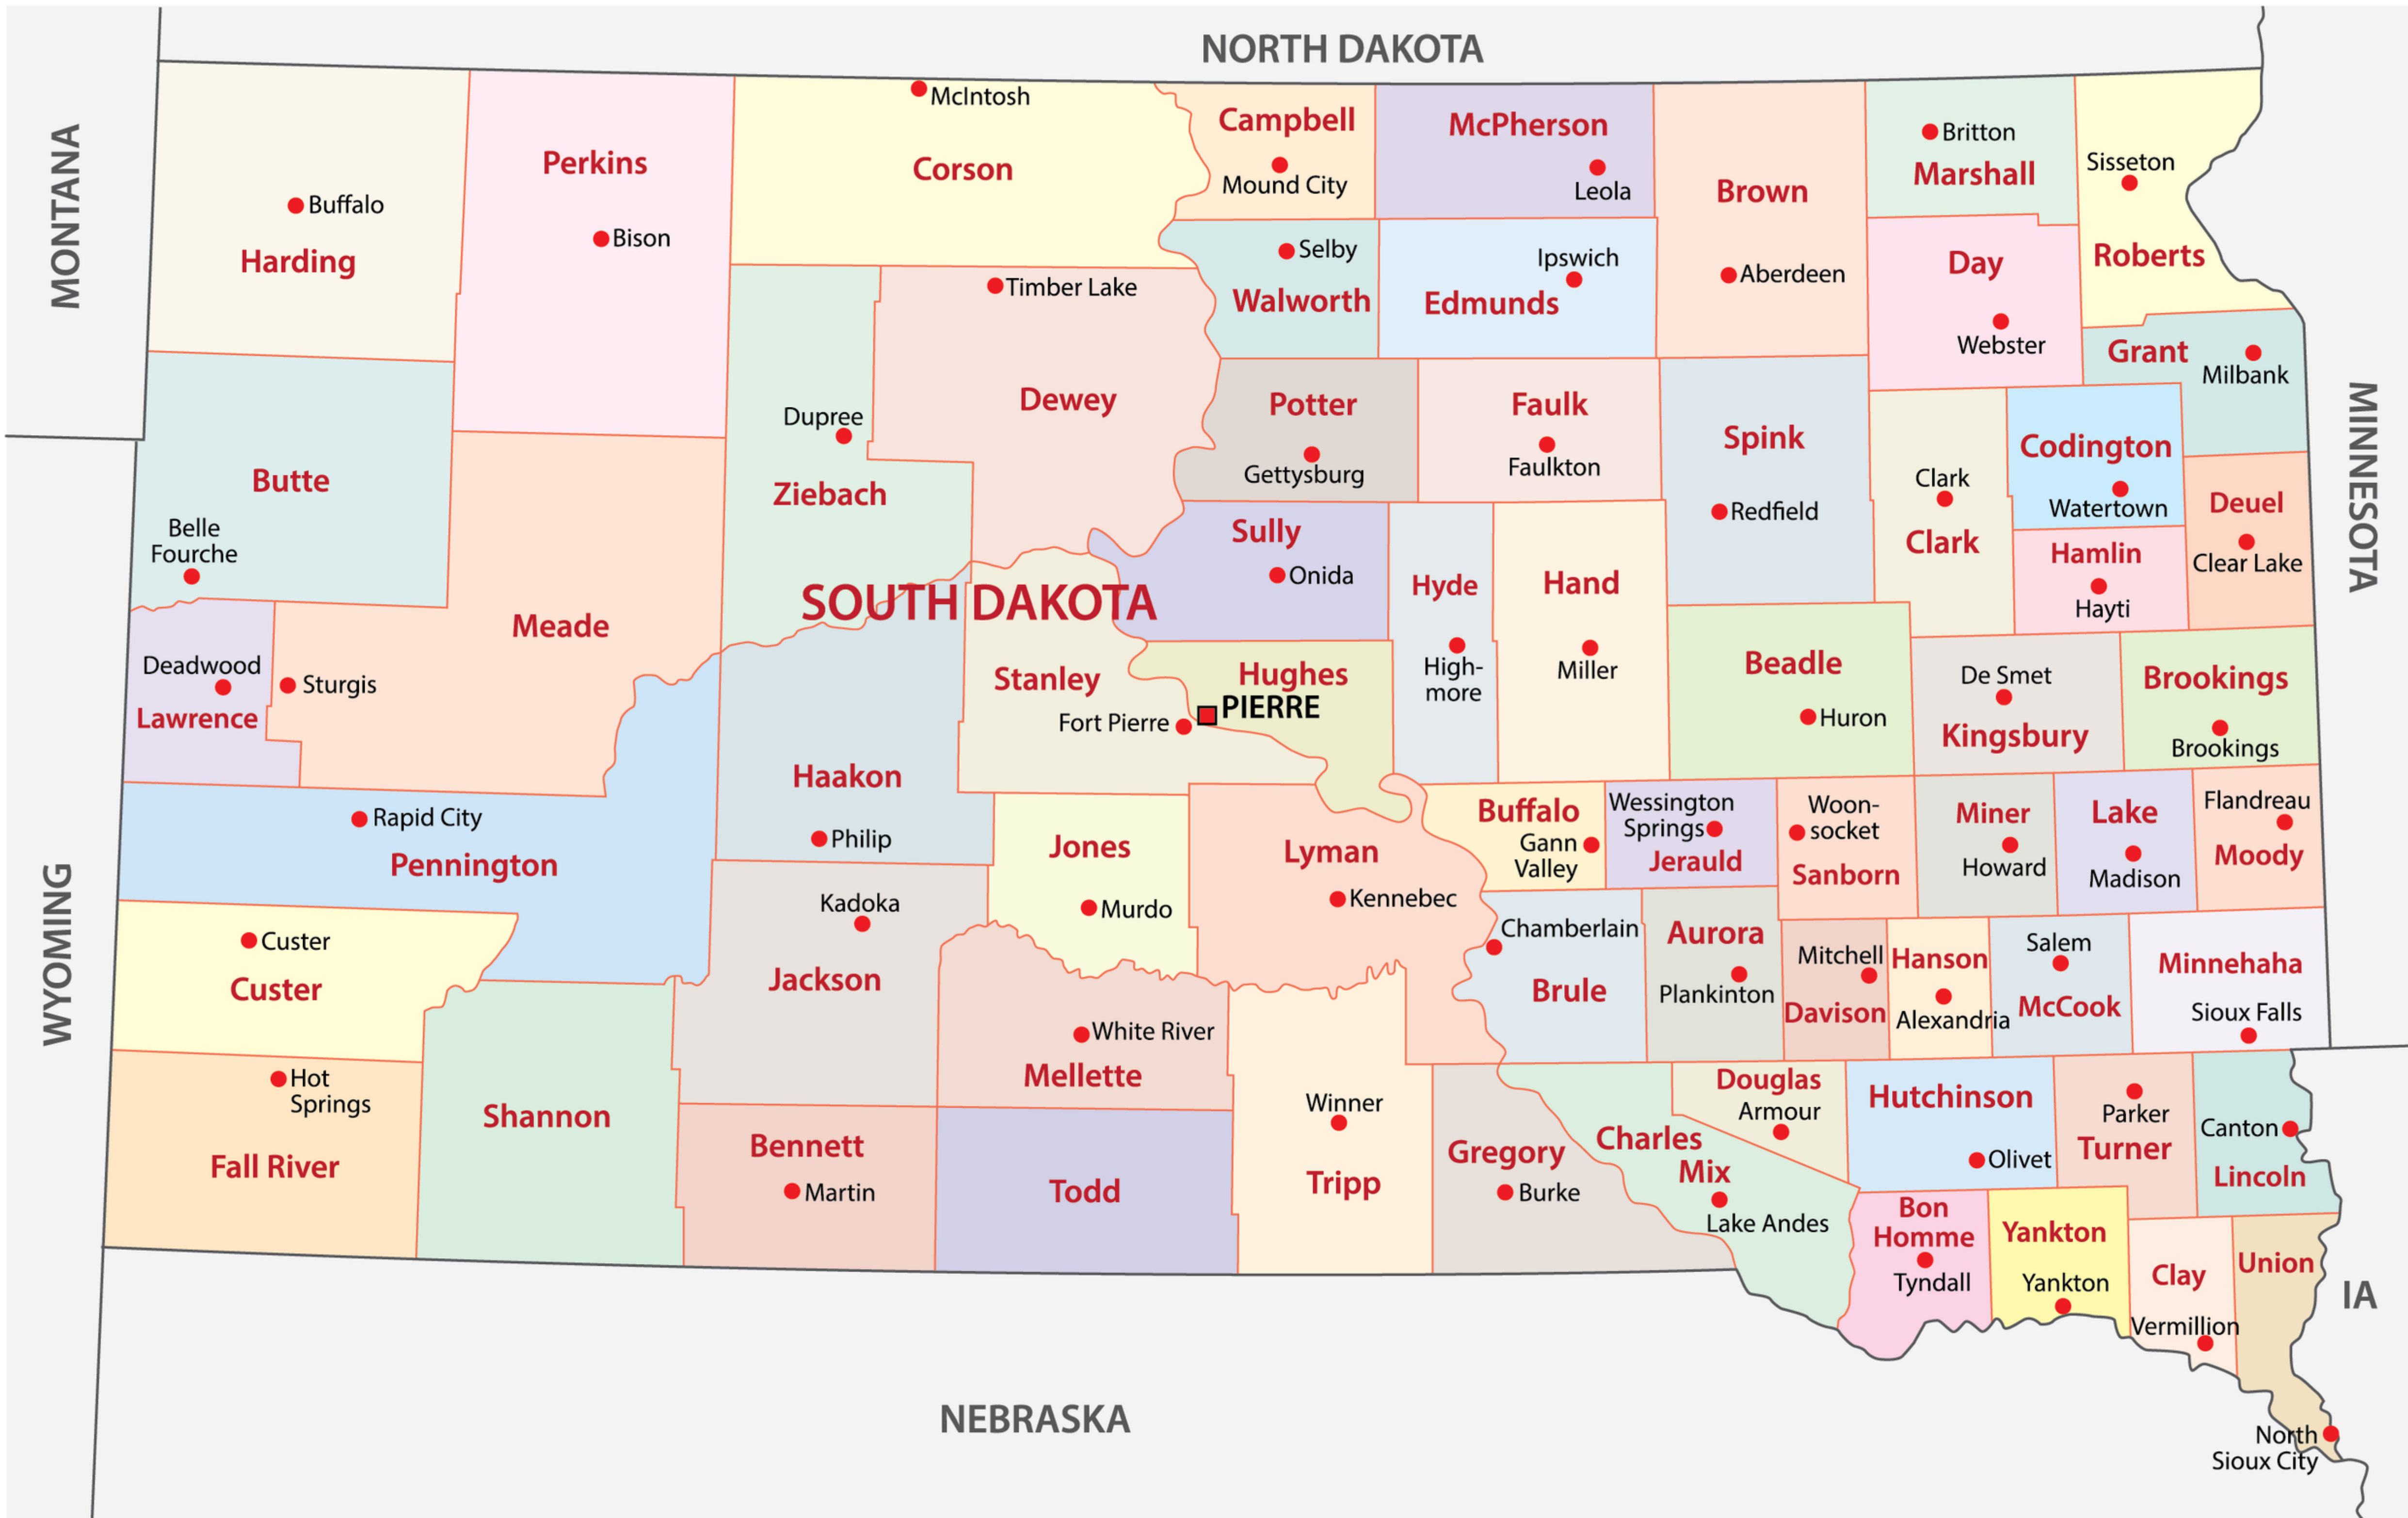 NORTH DAKOTA
MONTANA
WYOMING
NEBRASKA
MINNESOTA
IA
SOUTH DAKOTA
Buffalo
Harding
Perkins
Bison
McIntosh
Corson
Campbell
Mound City
McPherson
Leola
Brown
Aberdeen
Britton
Marshall
Sisseton
Roberts
Selby
Walworth
Ipswich
Edmunds
Day
Webster
Grant
Milbank
Timber Lake
Dewey
Dupree
Ziebach
Butte
Belle
Fourche
Meade
Sturgis
Deadwood
Lawrence
Potter
Gettysburg
Faulk
Faulkton
Spink
Redfield
Clark
Clark
Codington
Watertown
Deuel
Clear Lake
Hamlin
Hayti
Sully
Onida
Hyde
High-
more
Hand
Miller
Beadle
Huron
De Smet
Kingsbury
Brookings
Brookings
Stanley
Fort Pierre
Hughes
PIERRE
Haakon
Philip
Rapid City
Pennington
Jones
Murdo
Lyman
Kennebec
Buffalo
Gann
Valley
Wessington
Springs
Jerauld
Woon-
socket
Sanborn
Miner
Howard
Lake
Madison
Flandreau
Moody
Custer
Custer
Kadoka
Jackson
Chamberlain
Brule
Aurora
Plankinton
Mitchell
Davison
Hanson
Alexandria
Salem
McCook
Minnehaha
Sioux Falls
Hot
Springs
Fall River
Shannon
White River
Mellette
Bennett
Martin
Todd
Winner
Tripp
Gregory
Burke
Charles
Mix
Lake Andes
Douglas
Armour
Hutchinson
Olivet
Parker
Turner
Canton
Lincoln
Bon
Homme
Tyndall
Yankton
Yankton
Clay
Vermillion
Union
North
Sioux City